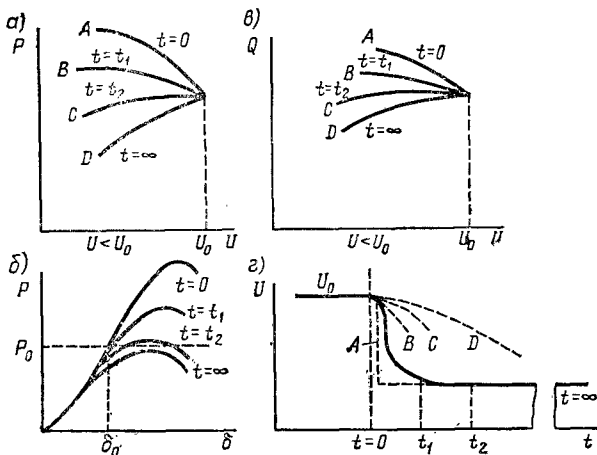 а)
P
A
t=0
B
t=t₁
t=t₂
C
D
t=∞
U<U₀
U₀
U
в)
Q
A
t=0
t=t₁
B
t=t₂
C
D
t=∞
U<U₀
U₀
U
б)
P
t=0
t=t₁
t=t₂
P₀
t=∞
δ₀
δ
г)
U
U₀
A
B
C
D
t=∞
t=0
t₁
t₂
t